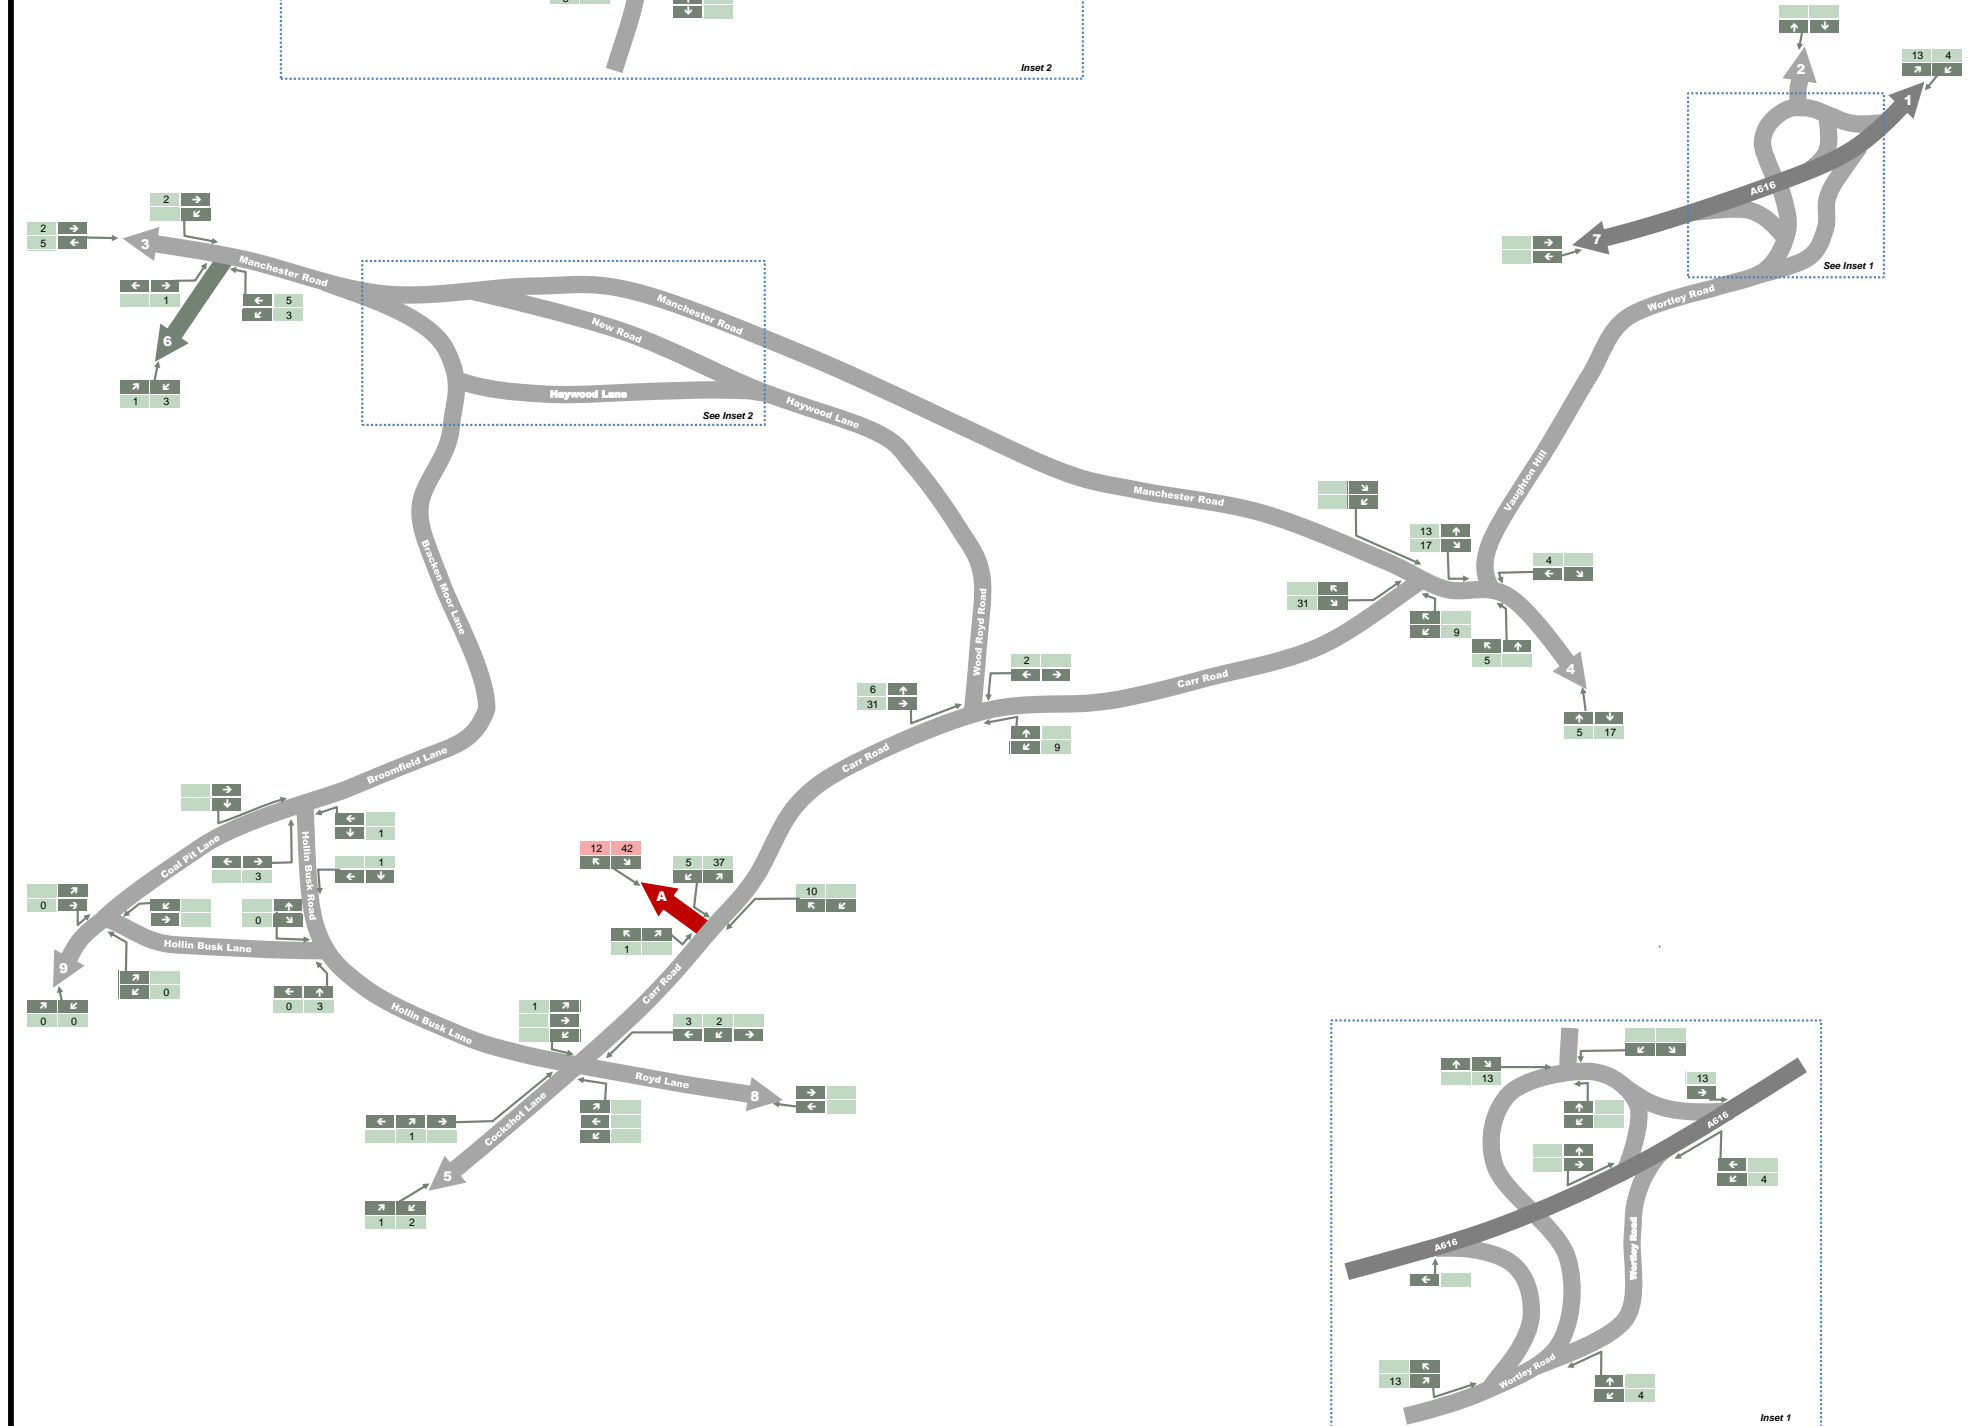 Inset 2
2
13 4
1
2
2
5
3
Manchester Road
A616
7
See Inset 1
1
5
3
6
1 3
Manchester Road
New Road
Haywood Lane
Haywood Lane
See Inset 2
Wortley Road
Vaughton Hill
Manchester Road
Bracken Moor Lane
13
17
4
31
9
5
4
5 17
Wood Royd Road
2
6
31
9
Carr Road
Carr Road
Broomfield Lane
1
Coal Pit Lane
Hollin Busk Road
3
1
12 42
A
5 37
10
1
0
0
Hollin Busk Lane
9
0
0 3
0 0
Carr Road
Hollin Busk Lane
1
3 2
Royd Lane
8
1
Cockshot Lane
5
1 2
13
13
A616
4
A616
Wortley Road
13
Wortley Road
4
Inset 1